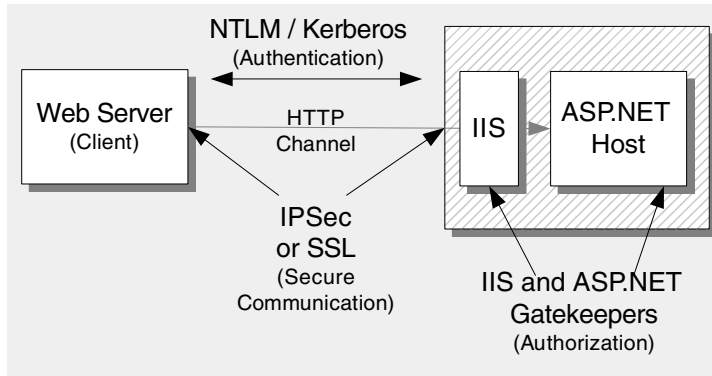 NTLM / Kerberos
(Authentication)
Web Server
(Client)
HTTP
Channel
IIS
ASP.NET
Host
IPSec
or SSL
(Secure
Communication)
IIS and ASP.NET
Gatekeepers
(Authorization)